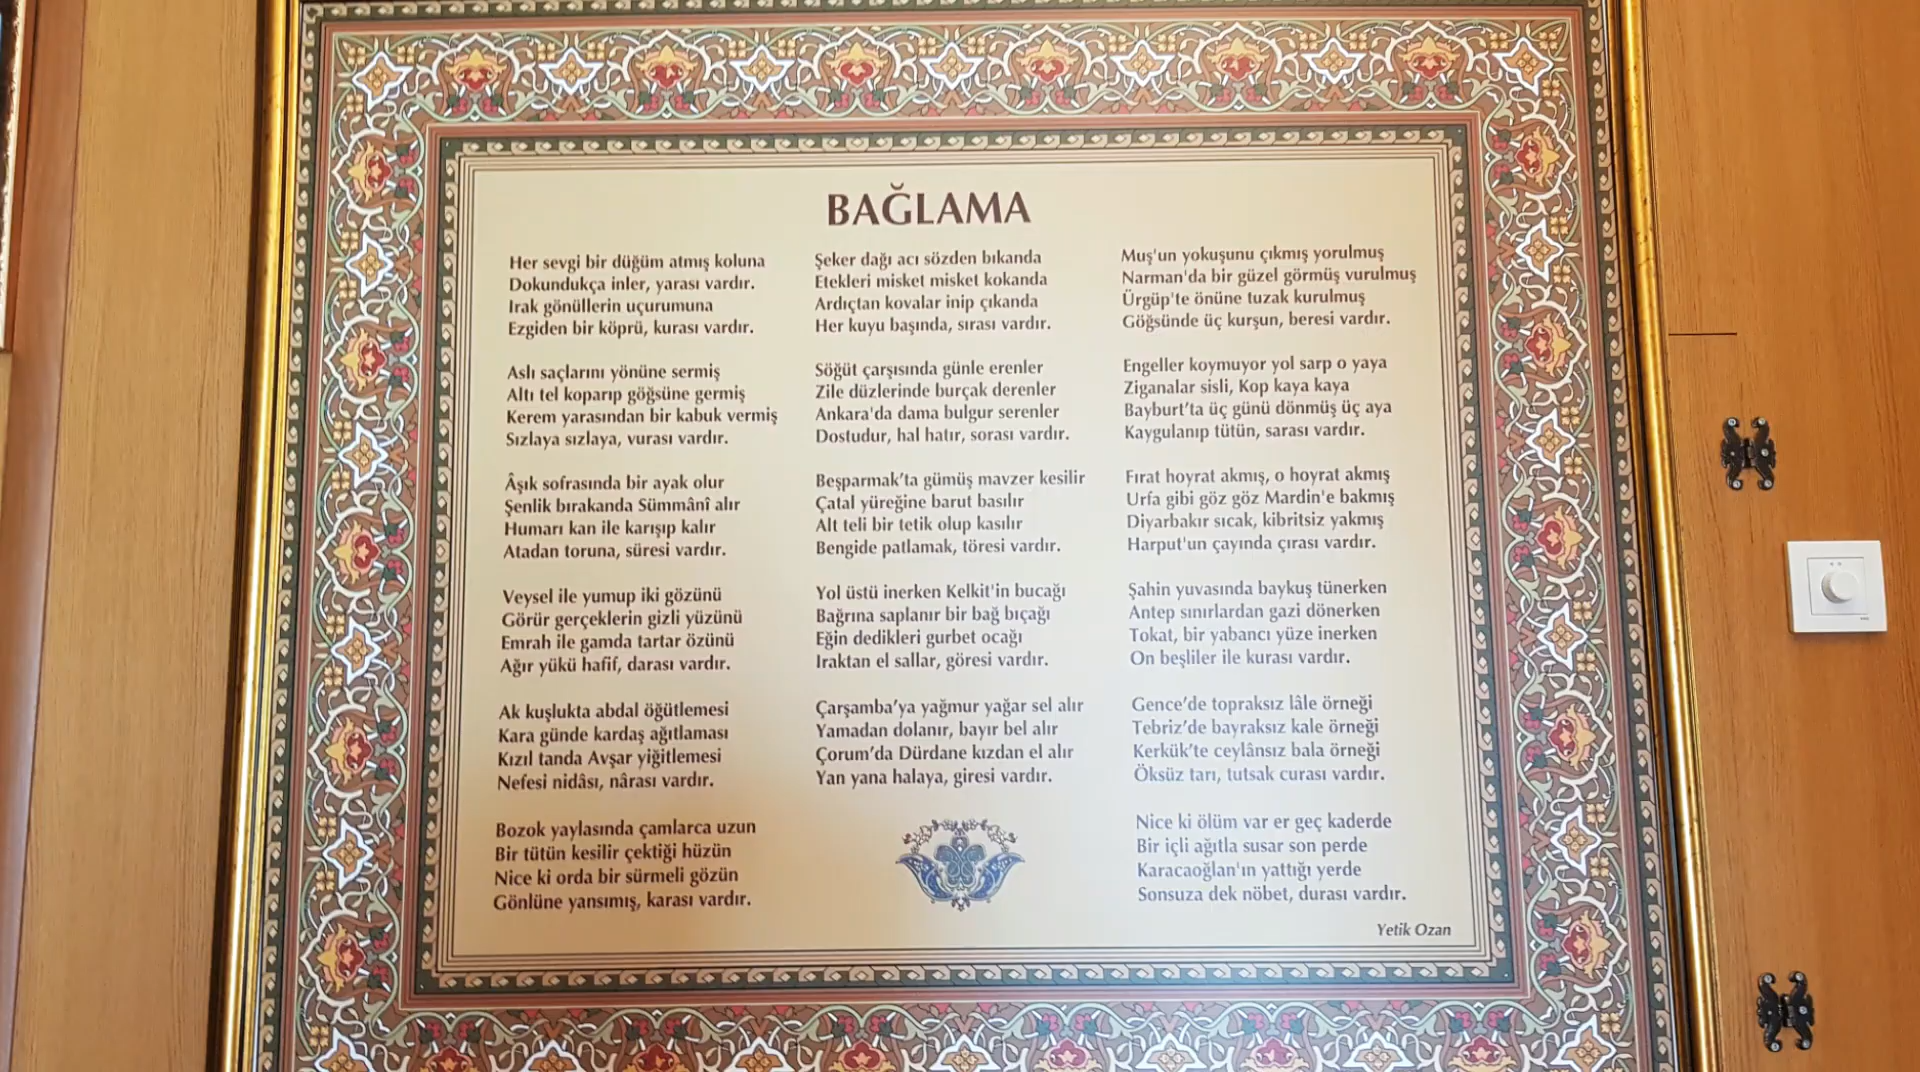 BAĞLAMA
Her sevgi bir düğüm atmış koluna
Dokundukça inler, yarası vardır.
Irak gönüllerin uçurumuna
Ezgiden bir köprü, kurası vardır.
Aslı saçlarını yönüne sermiş
Altı tel koparıp göğsüne germiş
Kerem yarasından bir kabuk vermiş
Sızlaya sızlaya, vurası vardır.
Âşık sofrasında bir ayak olur
Şenlik bırakanda Sümmânî alır
Humarı kan ile karışıp kalır
Atadan toruna, süresi vardır.
Veysel ile yumup iki gözünü
Görür gerçeklerin gizli yüzünü
Emrah ile gamda tartar özünü
Ağır yükü hafif, darası vardır.
Ak kuşlukta abdal öğütlemesi
Kara günde kardaş ağıtlaması
Kızıl tanda Avşar yiğitlemesi
Nefesi nidâsı, nârası vardır.
Bozok yaylasında çamlarca uzun
Bir tütün kesilir çektiği hüzün
Nice ki orda bir sürmeli gözün
Gönlüne yansımış, karası vardır.
Şeker dağı acı sözden bıkanda
Etekleri misket misket kokanda
Ardıçtan kovalar inip çıkanda
Her kuyu başında, sırası vardır.
Söğüt çarşısında günle erenler
Zile düzlerinde burçak derenler
Ankara'da dama bulgur serenler
Dostudur, hal hatır, sorası vardır.
Beşparmak'ta gümüş mavzer kesilir
Çatal yüreğine barut basılır
Alt teli bir tetik olup kasılır
Bengide patlamak, töresi vardır.
Yol üstü inerken Kelkit'in bucağı
Bağrına saplanır bir bağ bıçağı
Eğin dedikleri gurbet ocağı
Iraktan el sallar, göresi vardır.
Çarşamba'ya yağmur yağar sel alır
Yamadan dolanır, bayır bel alır
Çorum'da Dürdane kızdan el alır
Yan yana halaya, giresi vardır.
Muş'un yokuşunu çıkmış yorulmuş
Narman'da bir güzel görmüş vurulmuş
Ürgüp'te önüne tuzak kurulmuş
Göğsünde üç kurşun, beresi vardır.
Engeller koymuyor yol sarp o yaya
Ziganalar sisli, Kop kaya kaya
Bayburt'ta üç günü dönmüş üç aya
Kaygulanıp tütün, sarası vardır.
Fırat hoyrat akmış, o hoyrat akmış
Urfa gibi göz göz Mardin'e bakmış
Diyarbakır sıcak, kibritsiz yakmış
Harput'un çayında çırası vardır.
Şahin yuvasında baykuş tünerken
Antep sınırlardan gazi dönerken
Tokat, bir yabancı yüze inerken
On beşliler ile kurası vardır.
Gence'de topraksız lâle örneği
Tebriz'de bayraksız kale örneği
Kerkük'te ceylânsız bala örneği
Öksüz tarı, tutsak curası vardır.
Nice ki ölüm var er geç kaderde
Bir içli ağıtla susar son perde
Karacaoğlan'ın yattığı yerde
Sonsuza dek nöbet, durası vardır.
Yetik Ozan